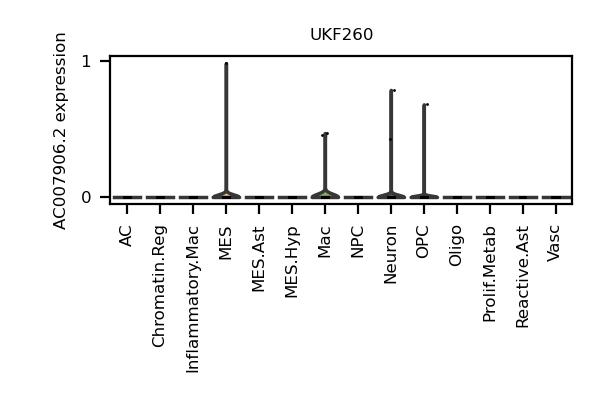 UKF260
AC007906.2 expression
1
0
AC
Chromatin.Reg
Inflammatory.Mac
MES
MES.Ast
MES.Hyp
Mac
NPC
Neuron
OPC
Oligo
Prolif.Metab
Reactive.Ast
Vasc